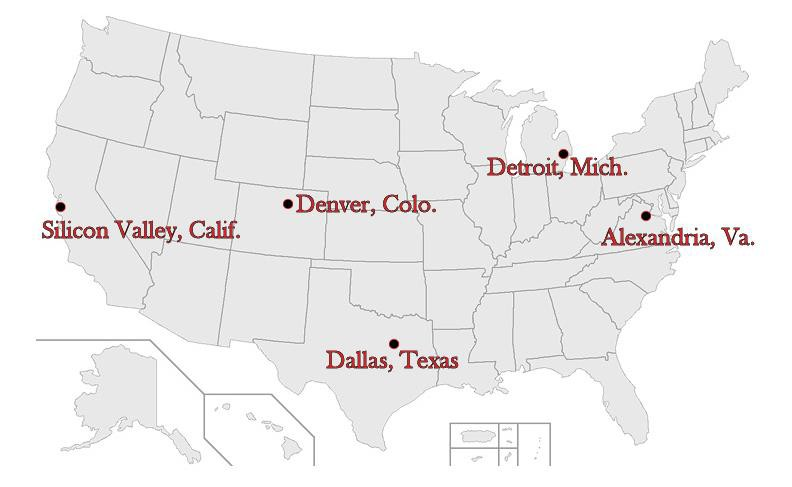 Detroit, Mich.
Denver, Colo.
Silicon Valley, Calif.
Alexandria, Va.
Dallas, Texas